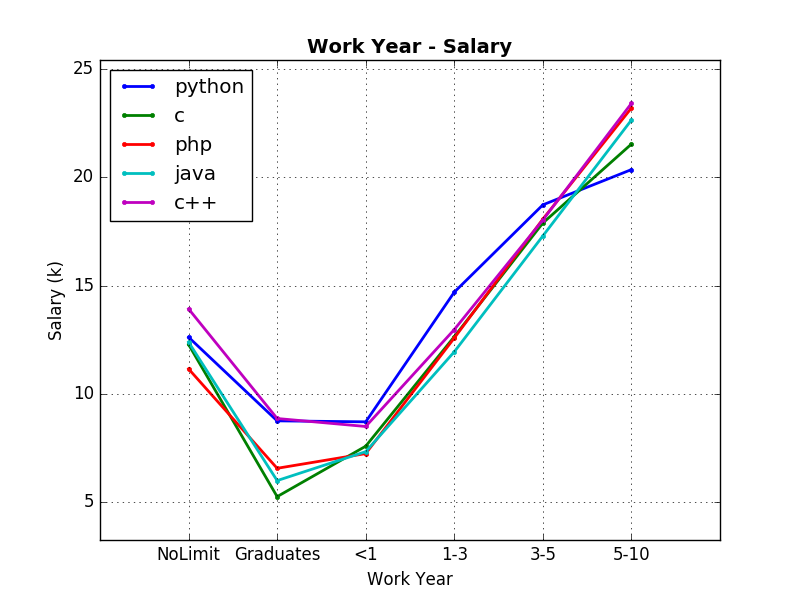 Work Year - Salary
25
20
15
10
5
Salary (k)
python
c
php
java
c++
NoLimit Graduates <1 1-3 3-5 5-10
Work Year